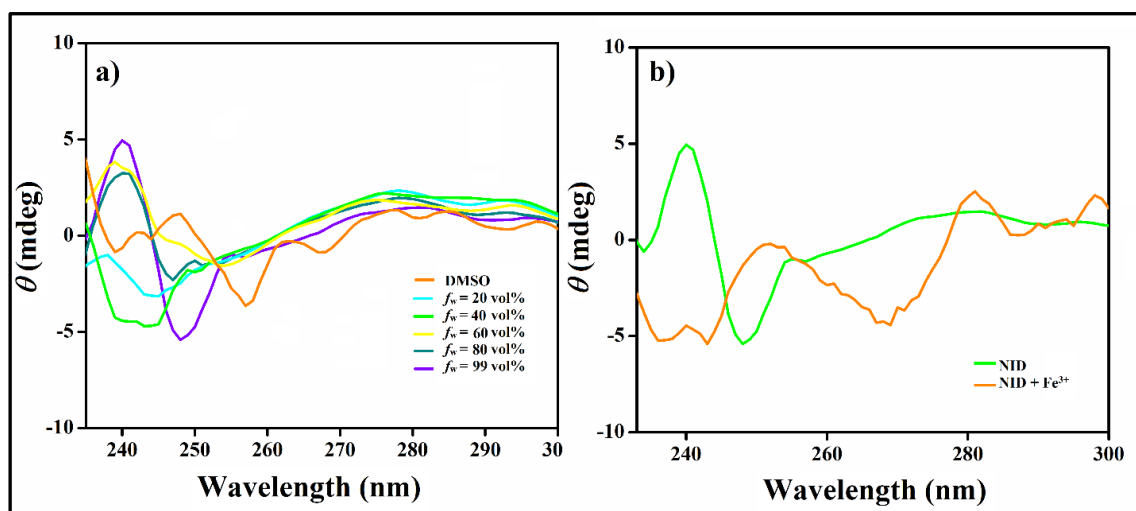 a)
10
5
0
-5
-10
θ (mdeg)
DMSO
fw = 20 vol%
fw = 40 vol%
fw = 60 vol%
fw = 80 vol%
fw = 99 vol%
240 250 260 270 280 290 30
Wavelength (nm)
b)
10
5
0
-5
-10
θ (mdeg)
NID
NID + Fe³⁺
240 260 280 300
Wavelength (nm)